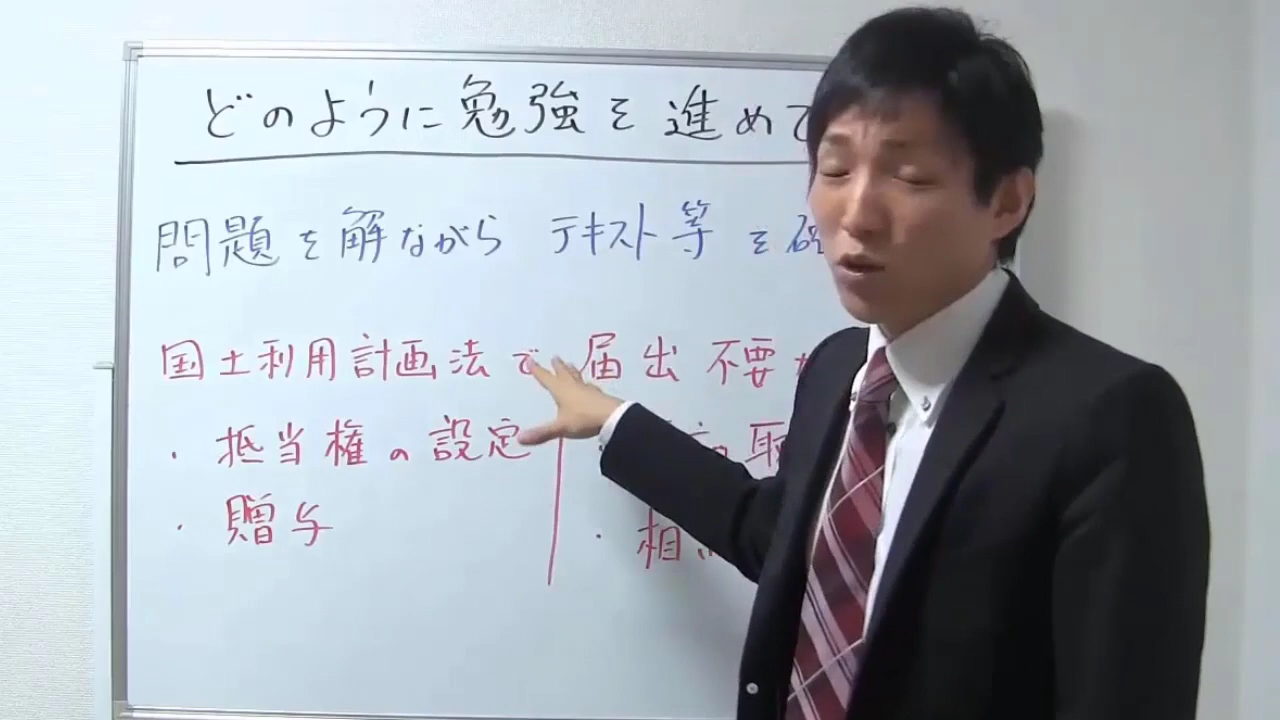 どのように勉強を進めて
問題を解ながらテキスト等を確
国土利用計画法で届出不要
・抵当権の設定
・贈与
・取
・相